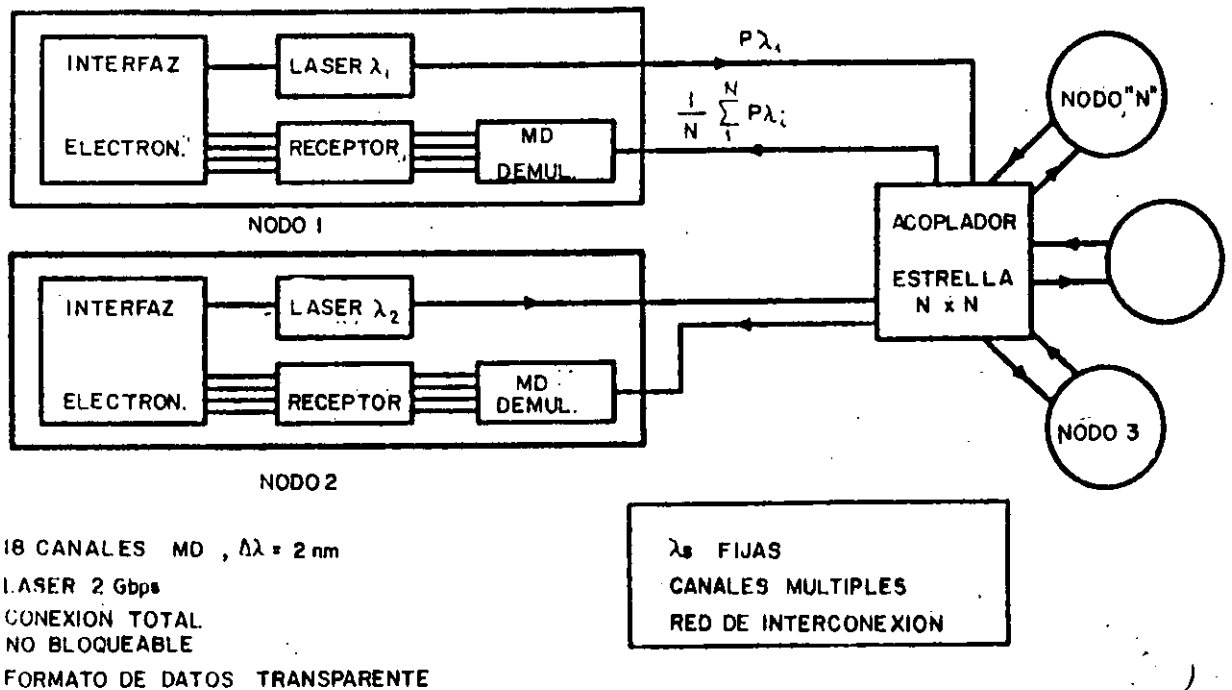 INTERFAZ
ELECTRON.
LASER λ₁
RECEPTOR
MD
DEMUL.
NODO 1
Pλ₁
1/N ∑₁ᴺ Pλᵢ
NODO "N"
ACOPLADOR
ESTRELLA
N x N
NODO 3
INTERFAZ
ELECTRON.
LASER λ₂
RECEPTOR
MD
DEMUL.
NODO 2
18 CANALES MD , Δλ = 2 nm
LASER 2 Gbps
CONEXION TOTAL
NO BLOQUEABLE
FORMATO DE DATOS TRANSPARENTE
λs FIJAS
CANALES MULTIPLES
RED DE INTERCONEXION